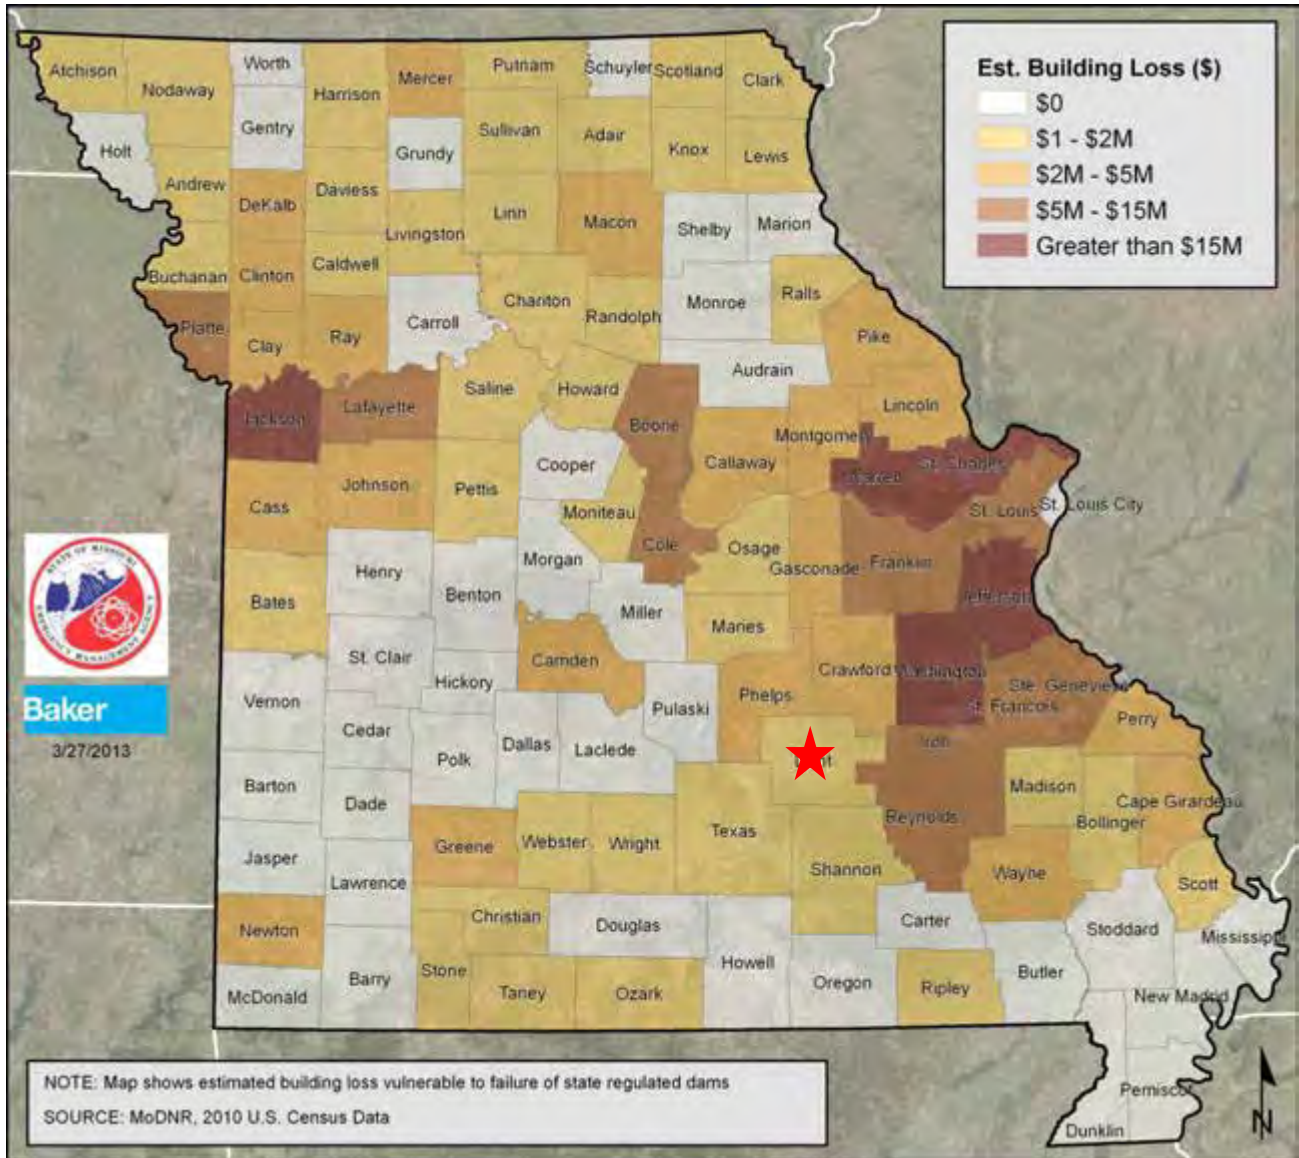 Est. Building Loss ($)
$0
$1 - $2M
$2M - $5M
$5M - $15M
Greater than $15M
Atchison
Nodaway
Worth
Harrison
Mercer
Putnam
Schuyler
Scotland
Clark
Gentry
Holt
Grundy
Sullivan
Adair
Knox
Lewis
Andrew
DeKalb
Daviess
Livingston
Linn
Macon
Shelby
Marion
Buchanan
Clinton
Caldwell
Carroll
Chariton
Randolph
Monroe
Ralls
Platte
Clay
Ray
Audrain
Pike
Jackson
Lafayette
Saline
Howard
Boone
Callaway
Montgomery
Lincoln
Warren
St. Charles
Cooper
Cass
Johnson
Pettis
Moniteau
Cole
Osage
Gasconade
Franklin
St. Louis
St. Louis City
Morgan
Henry
Benton
Miller
Maries
Jefferson
Bates
St. Clair
Hickory
Camden
Pulaski
Phelps
Crawford
Washington
Ste. Genevieve
St. Francois
Perry
Vernon
Cedar
Polk
Dallas
Laclede
Iron
Barton
Dade
Madison
Cape Girardeau
Bollinger
Reynolds
Jasper
Lawrence
Greene
Webster
Wright
Texas
Shannon
Wayne
Scott
Newton
Christian
Douglas
Carter
Stoddard
Mississippi
McDonald
Barry
Stone
Taney
Ozark
Howell
Oregon
Ripley
Butler
New Madrid
Pemiscot
Dunklin
STATE OF MISSOURI
EMERGENCY MANAGEMENT AGENCY
Baker
3/27/2013
NOTE: Map shows estimated building loss vulnerable to failure of state regulated dams
SOURCE: MoDNR, 2010 U.S. Census Data
N